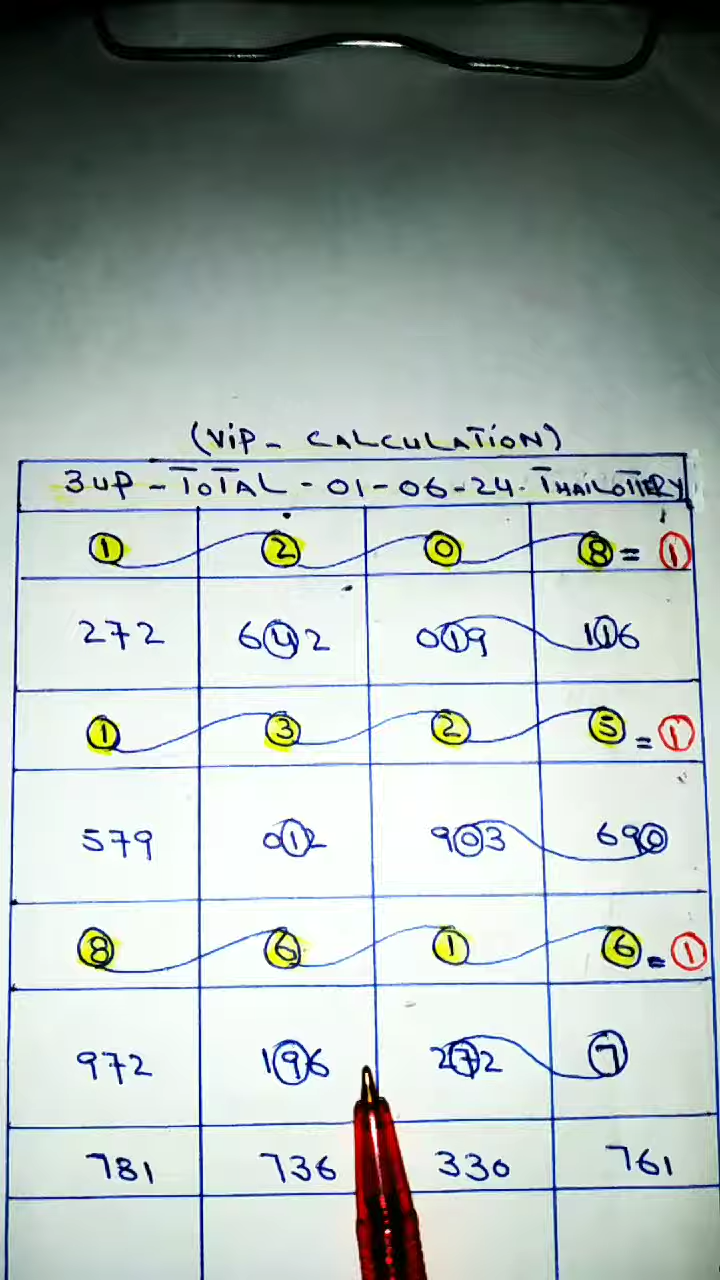 (ViP - CALCULATION)
3UP - TOTAL - 01-06-24. THAILOTTERY
1 2 0 8 = 1
272 642 019 116
1 3 2 5 = 1
579 012 903 690
8 6 1 6 = 1
972 196 272 7
781 736 330 761